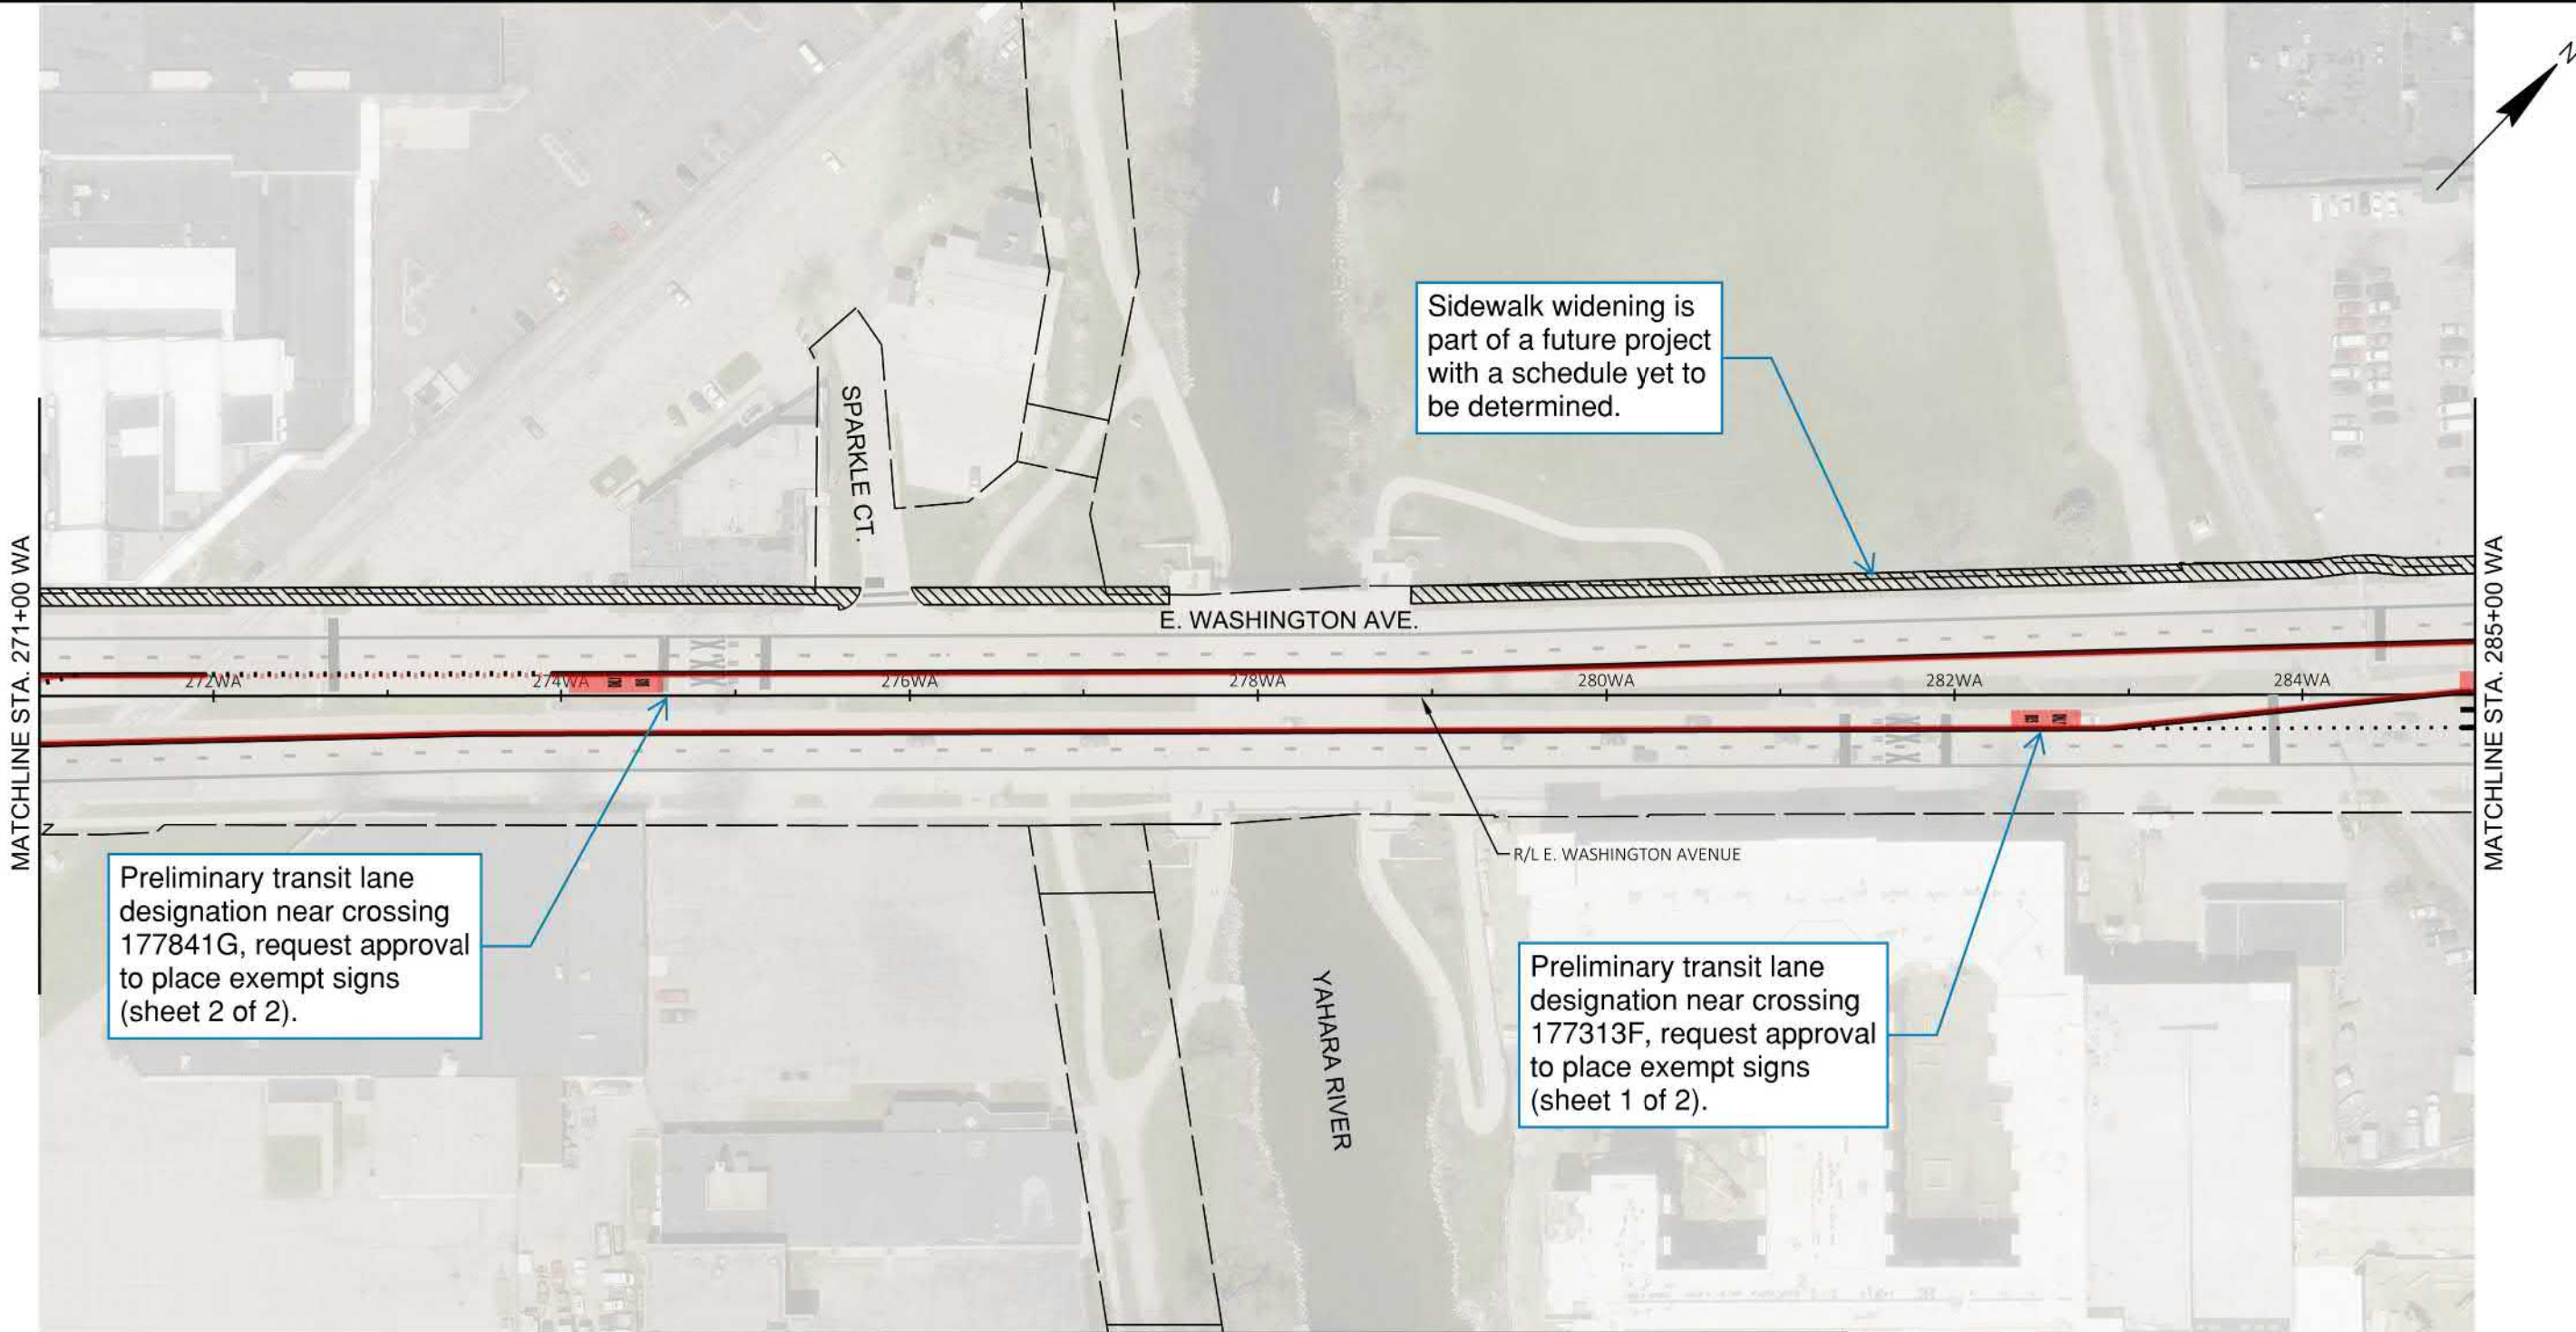 N
Sidewalk widening is
part of a future project
with a schedule yet to
be determined.
SPARKLE CT.
MATCHLINE STA. 271+00 WA
MATCHLINE STA. 285+00 WA
E. WASHINGTON AVE.
272WA
274WA
276WA
278WA
280WA
282WA
284WA
R/L E. WASHINGTON AVENUE
Preliminary transit lane
designation near crossing
177841G, request approval
to place exempt signs
(sheet 2 of 2).
YAHARA RIVER
Preliminary transit lane
designation near crossing
177313F, request approval
to place exempt signs
(sheet 1 of 2).